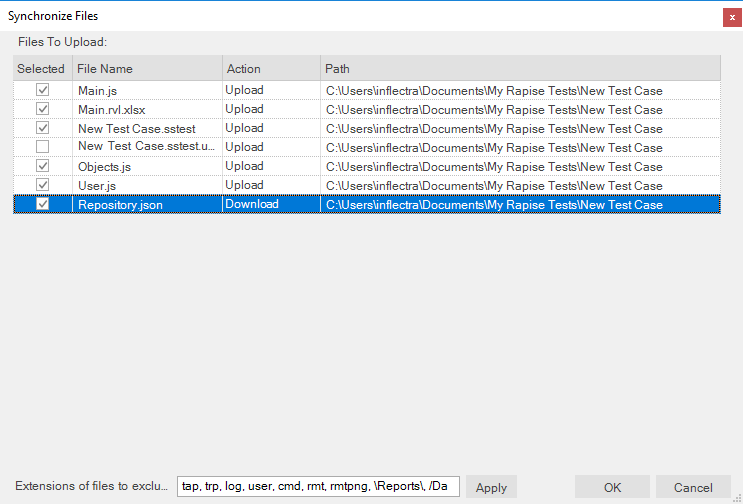 Synchronize Files
x
Files To Upload:
Selected File Name Action Path
Main.js Upload C:\Users\inflectra\Documents\My Rapise Tests\New Test Case
Main.rvl.xlsx Upload C:\Users\inflectra\Documents\My Rapise Tests\New Test Case
New Test Case.sstest Upload C:\Users\inflectra\Documents\My Rapise Tests\New Test Case
New Test Case.sstest.u... Upload C:\Users\inflectra\Documents\My Rapise Tests\New Test Case
Objects.js Upload C:\Users\inflectra\Documents\My Rapise Tests\New Test Case
User.js Upload C:\Users\inflectra\Documents\My Rapise Tests\New Test Case
Repository.json Download C:\Users\inflectra\Documents\My Rapise Tests\New Test Case
Extensions of files to exclu... tap, trp, log, user, cmd, rmt, rmtpng, \Reports\, /Da Apply OK Cancel